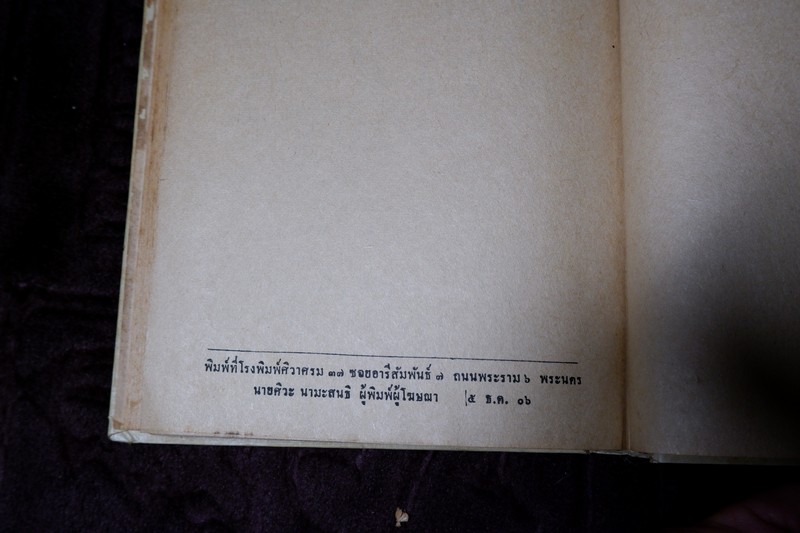 พิมพ์ที่โรงพิมพ์ศิวาครม ๓๗ ซอยอารีสัมพันธ์ ๗ ถนนพระราม ๖ พระนคร
นายศิวะ นามะสนธิ ผู้พิมพ์ผู้โฆษณา ๕ ธ.ค. ๐๖